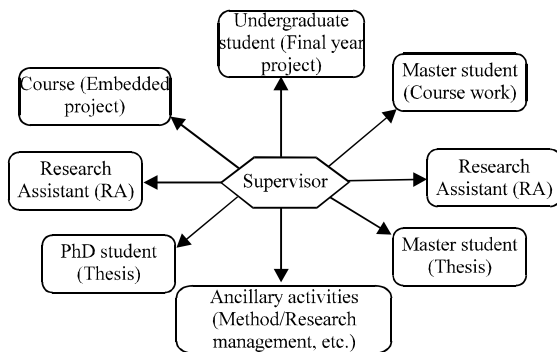 Undergraduate
student (Final year
project)
Course (Embedded
project)
Master student
(Course work)
Research
Assistant (RA)
Supervisor
Research
Assistant (RA)
PhD student
(Thesis)
Master student
(Thesis)
Ancillary activities
(Method/Research
management, etc.)